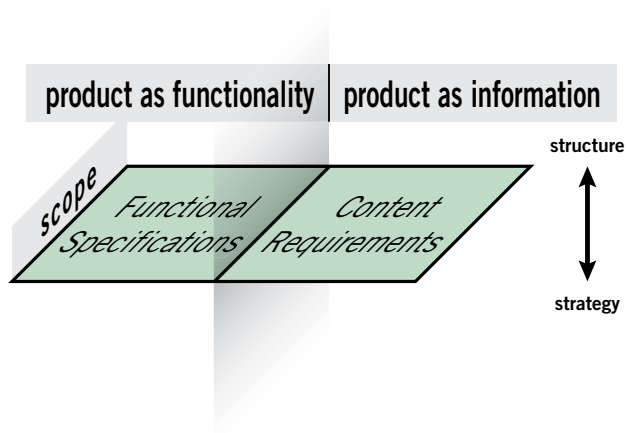 product as functionality
product as information
structure
scope
Functional
Specifications
Content
Requirements
strategy